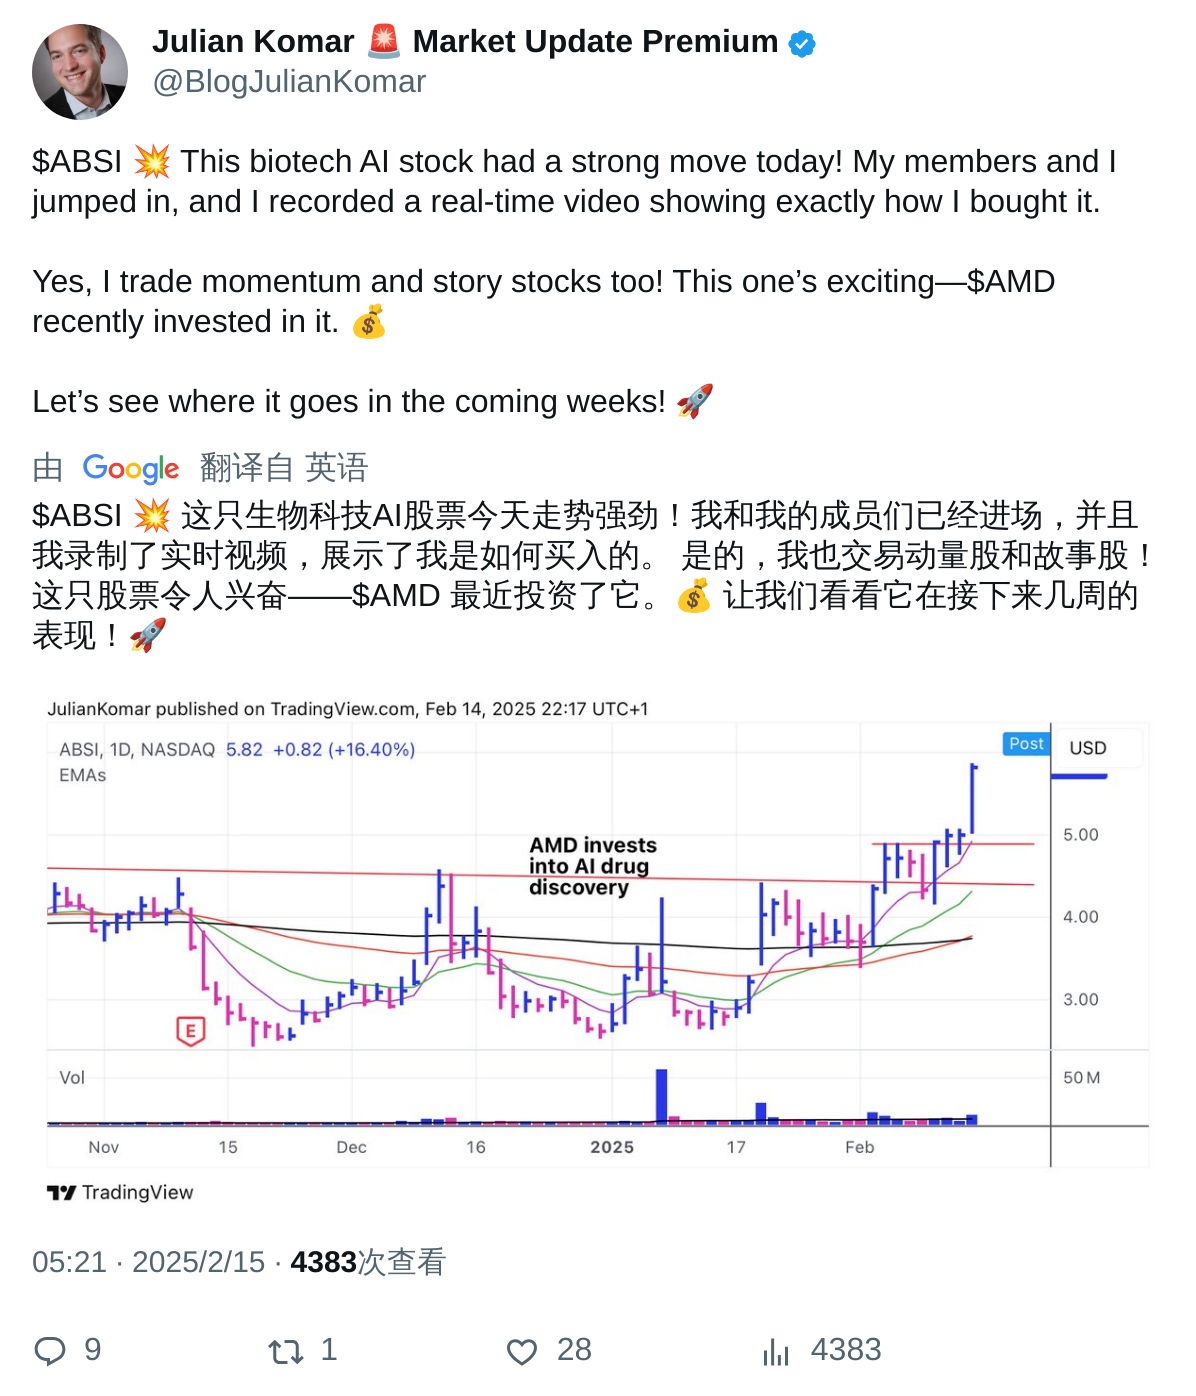 Julian Komar 🚨 Market Update Premium
@BlogJulianKomar
$ABSI 💥 This biotech AI stock had a strong move today! My members and I
jumped in, and I recorded a real-time video showing exactly how I bought it.
Yes, I trade momentum and story stocks too! This one’s exciting—$AMD
recently invested in it. 💰
Let’s see where it goes in the coming weeks! 🚀
由 Google 翻译自 英语
$ABSI 💥 这只生物科技AI股票今天走势强劲！我和我的成员们已经进场，并且
我录制了实时视频，展示了我是如何买入的。 是的，我也交易动量股和故事股！
这只股票令人兴奋——$AMD 最近投资了它。💰 让我们看看它在接下来几周的
表现！🚀
JulianKomar published on TradingView.com, Feb 14, 2025 22:17 UTC+1
ABSI, 1D, NASDAQ 5.82 +0.82 (+16.40%)
EMAs
Post
USD
AMD invests
into AI drug
discovery
5.00
4.00
3.00
E
Vol
50 M
Nov 15 Dec 16 2025 17 Feb
TradingView
05:21 · 2025/2/15 · 4383次查看
9 1 28 4383